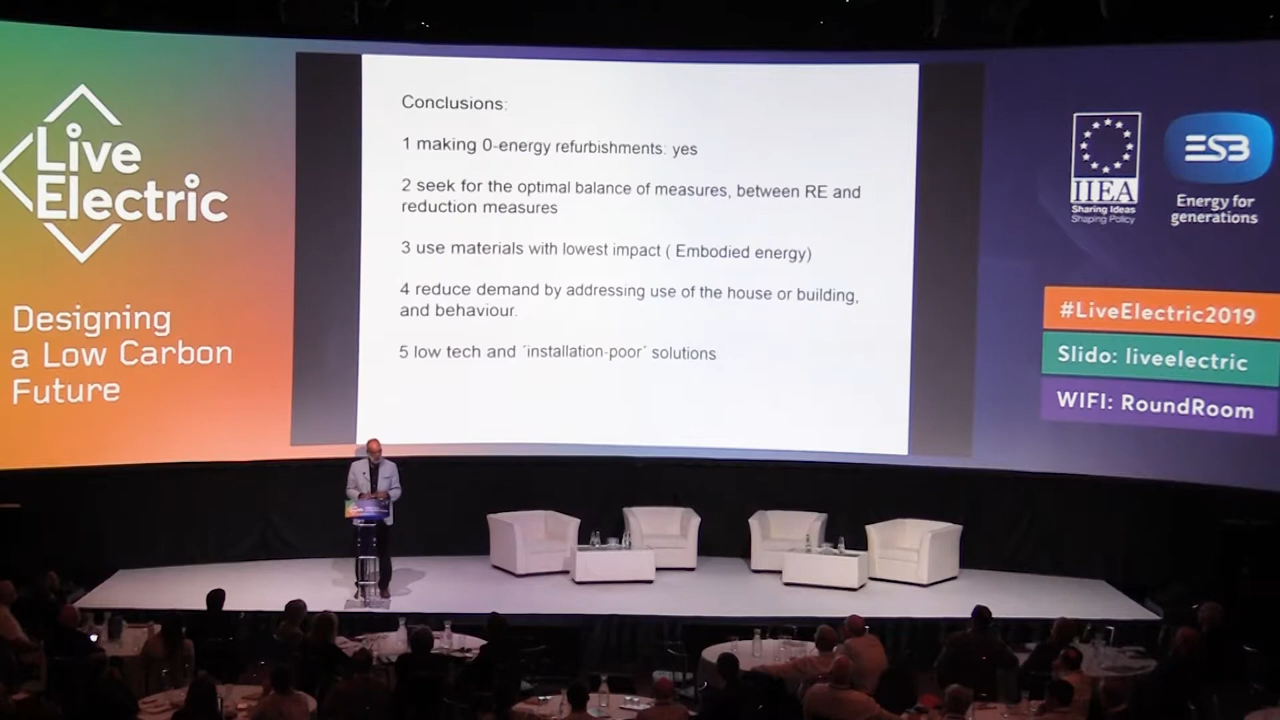 Live
Electric
Designing
a Low Carbon
Future
Conclusions:
1 making 0-energy refurbishments: yes
2 seek for the optimal balance of measures, between RE and
reduction measures
3 use materials with lowest impact ( Embodied energy)
4 reduce demand by addressing use of the house or building,
and behaviour.
5 low tech and ´installation-poor´ solutions
IIEA
Sharing Ideas
Shaping Policy
ESB
Energy for
generations
#LiveElectric2019
Slido: liveelectric
WIFI: RoundRoom